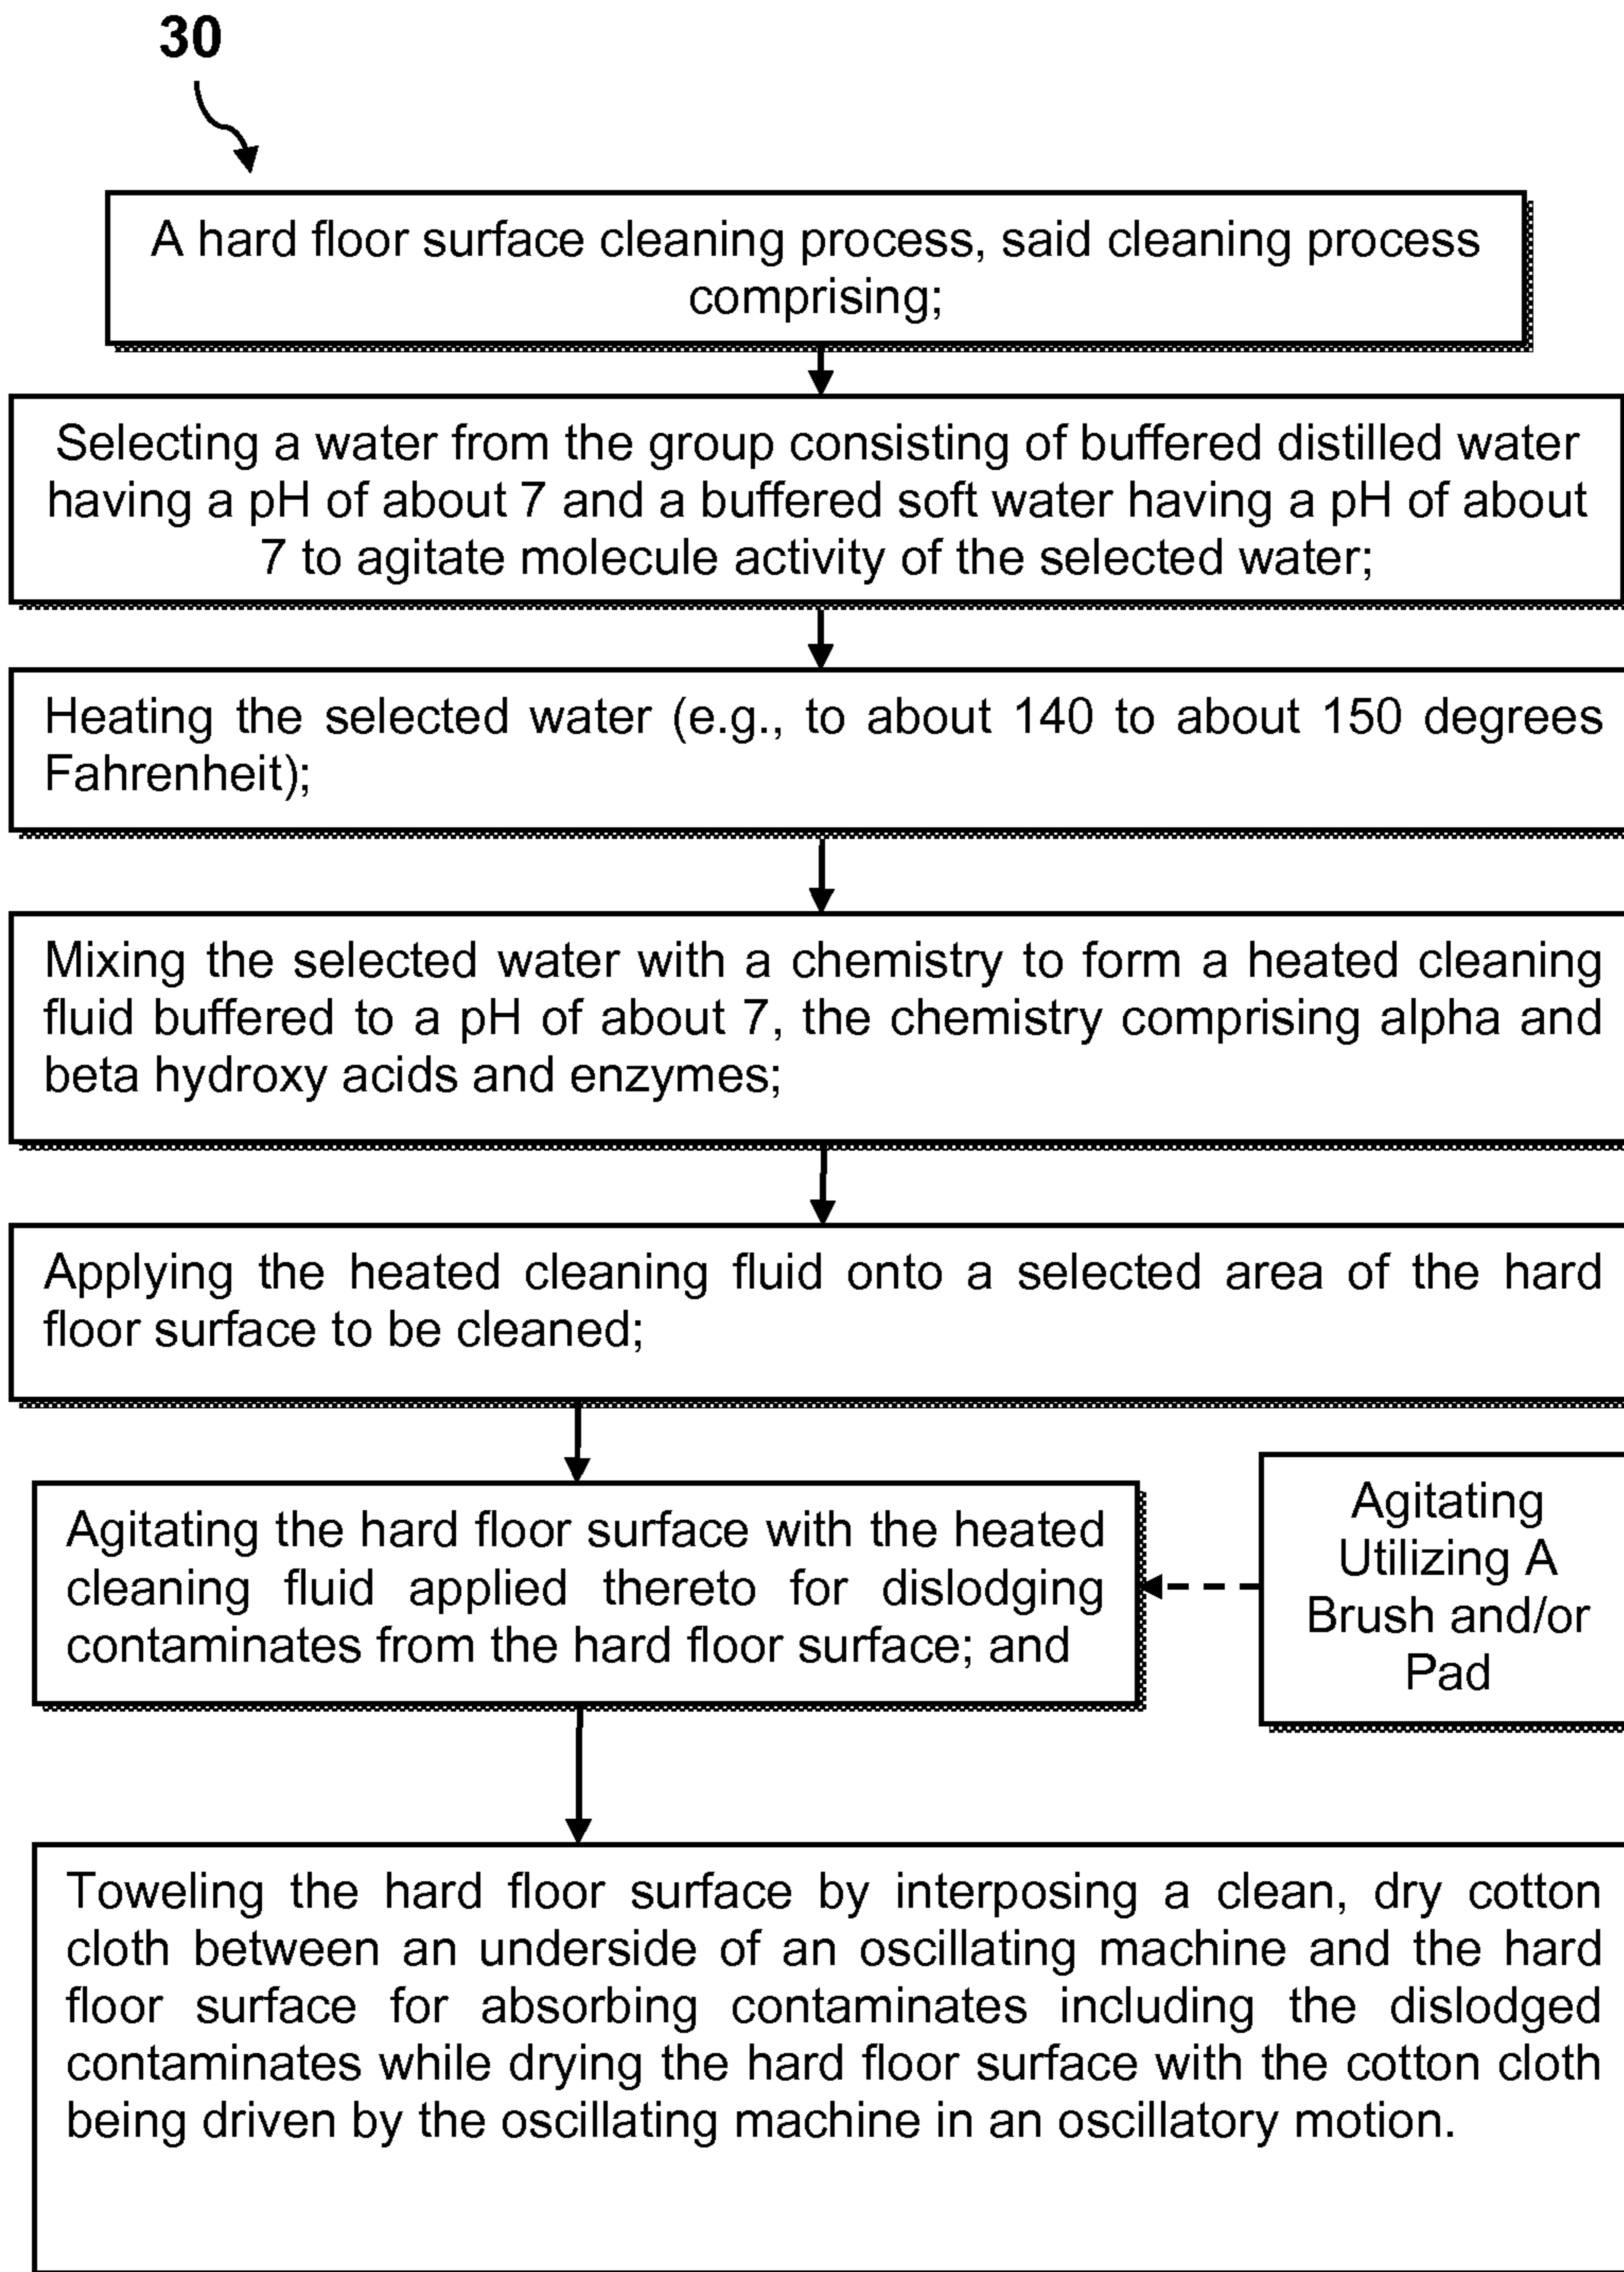 30
A hard floor surface cleaning process, said cleaning process
comprising;
Selecting a water from the group consisting of buffered distilled water
having a pH of about 7 and a buffered soft water having a pH of about
7 to agitate molecule activity of the selected water;
Heating the selected water (e.g., to about 140 to about 150 degrees
Fahrenheit);
Mixing the selected water with a chemistry to form a heated cleaning
fluid buffered to a pH of about 7, the chemistry comprising alpha and
beta hydroxy acids and enzymes;
Applying the heated cleaning fluid onto a selected area of the hard
floor surface to be cleaned;
Agitating the hard floor surface with the heated
cleaning fluid applied thereto for dislodging
contaminates from the hard floor surface; and
Agitating
Utilizing A
Brush and/or
Pad
Toweling the hard floor surface by interposing a clean, dry cotton
cloth between an underside of an oscillating machine and the hard
floor surface for absorbing contaminates including the dislodged
contaminates while drying the hard floor surface with the cotton cloth
being driven by the oscillating machine in an oscillatory motion.